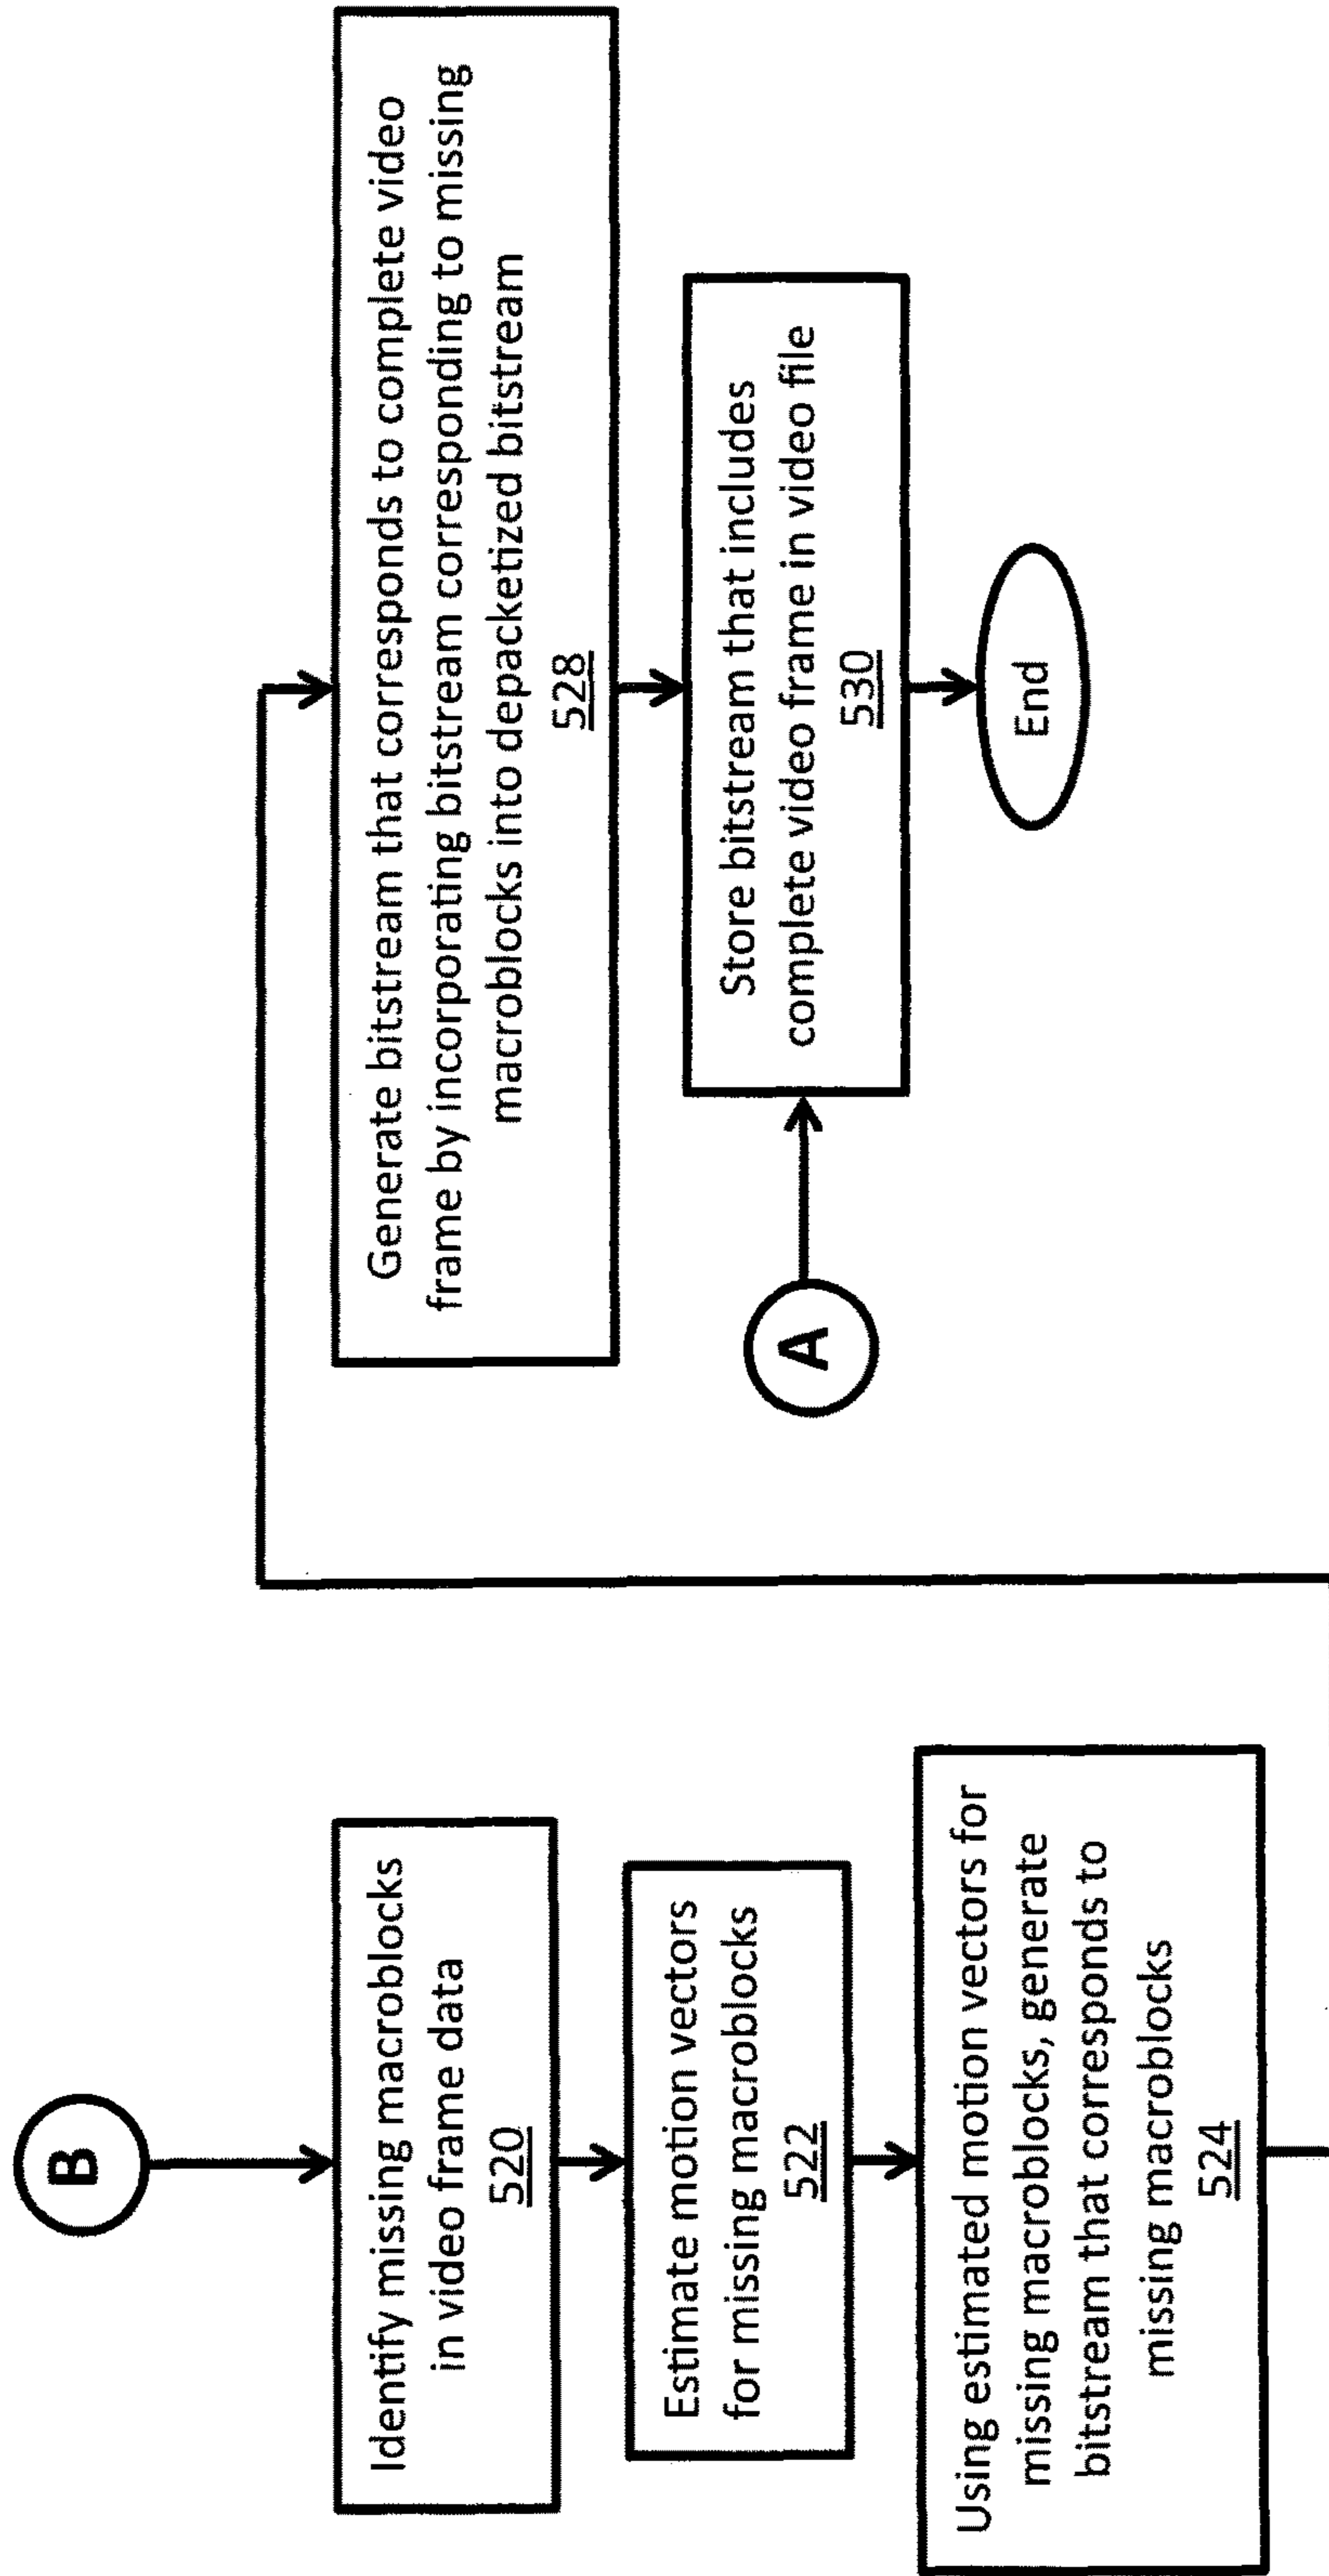 B
Identify missing macroblocks
in video frame data
520
Estimate motion vectors
for missing macroblocks
522
Using estimated motion vectors for
missing macroblocks, generate
bitstream that corresponds to
missing macroblocks
524
Generate bitstream that corresponds to complete video
frame by incorporating bitstream corresponding to missing
macroblocks into depacketized bitstream
528
A
Store bitstream that includes
complete video frame in video file
530
End